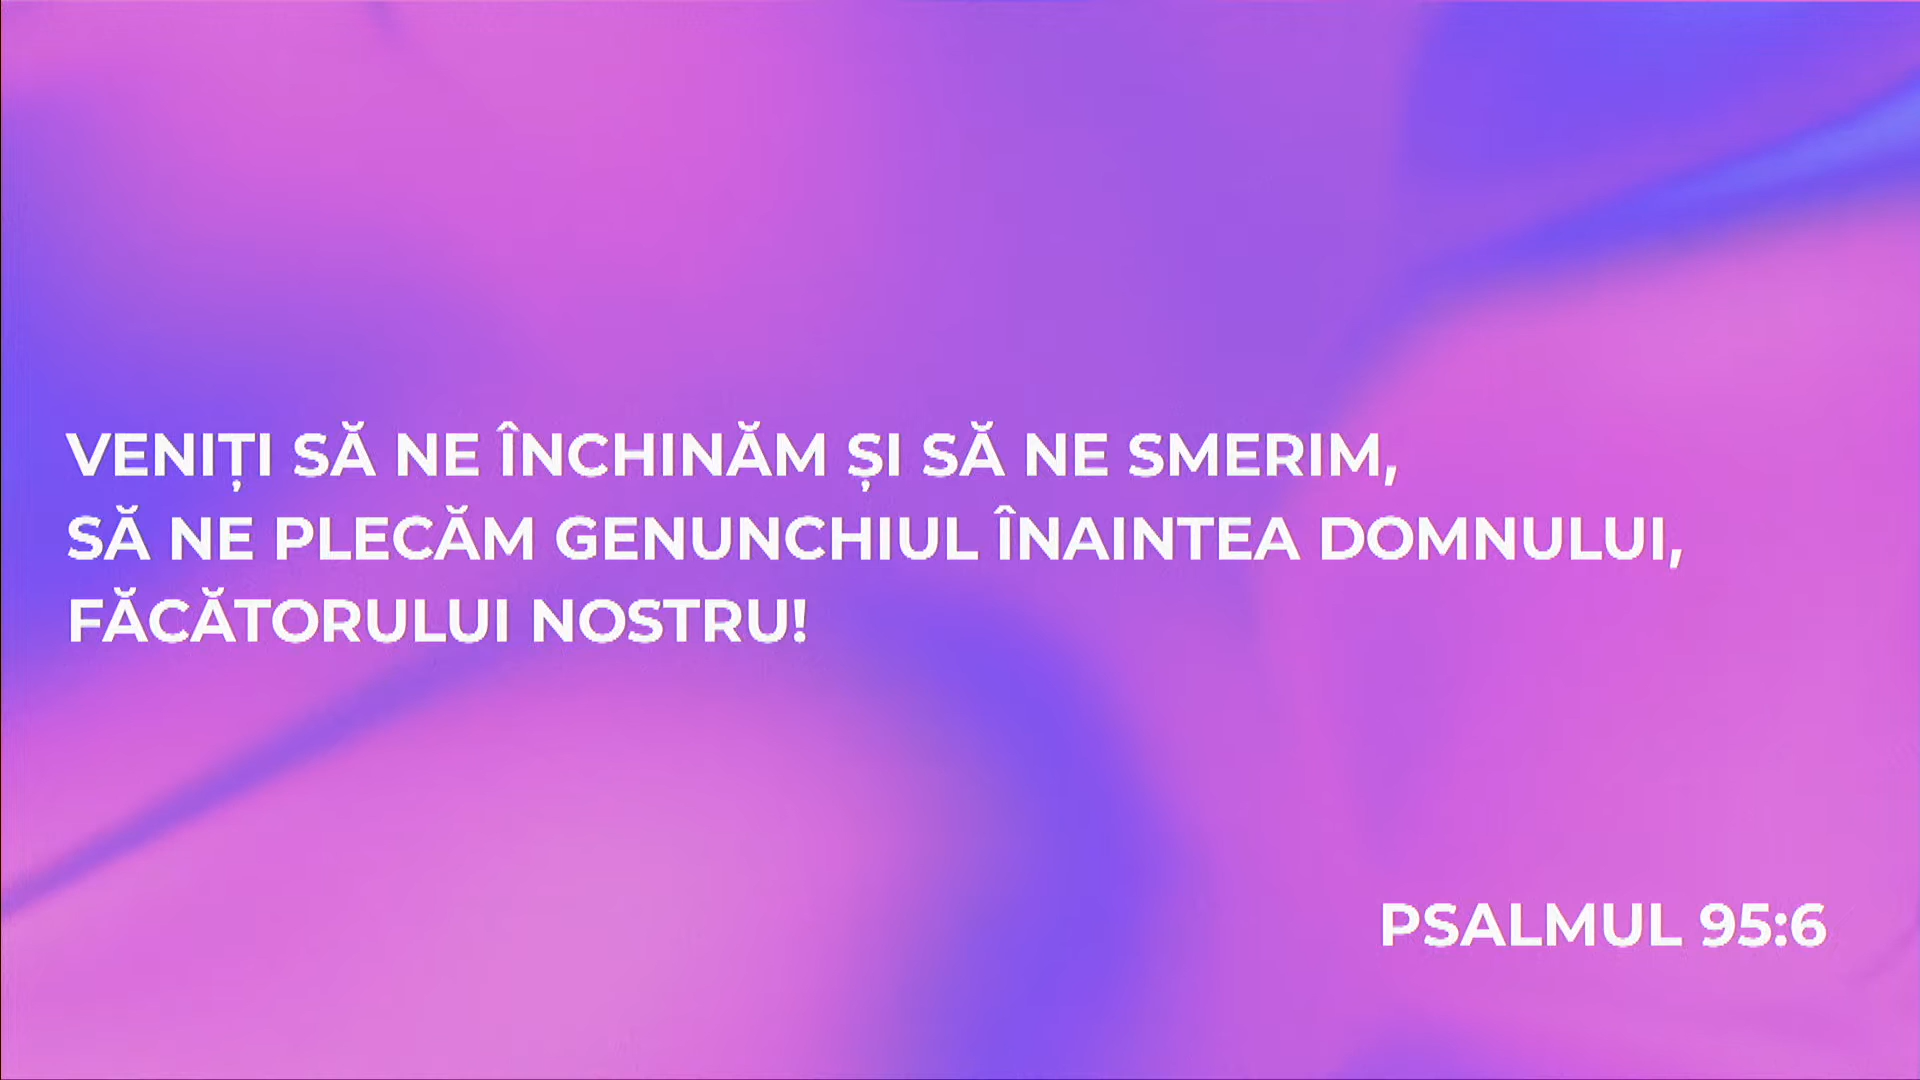 VENIȚI SĂ NE ÎNCHINĂM ȘI SĂ NE SMERIM,
SĂ NE PLECĂM GENUNCHIUL ÎNAINTEA DOMNULUI,
FĂCĂTORULUI NOSTRU!
PSALMUL 95:6